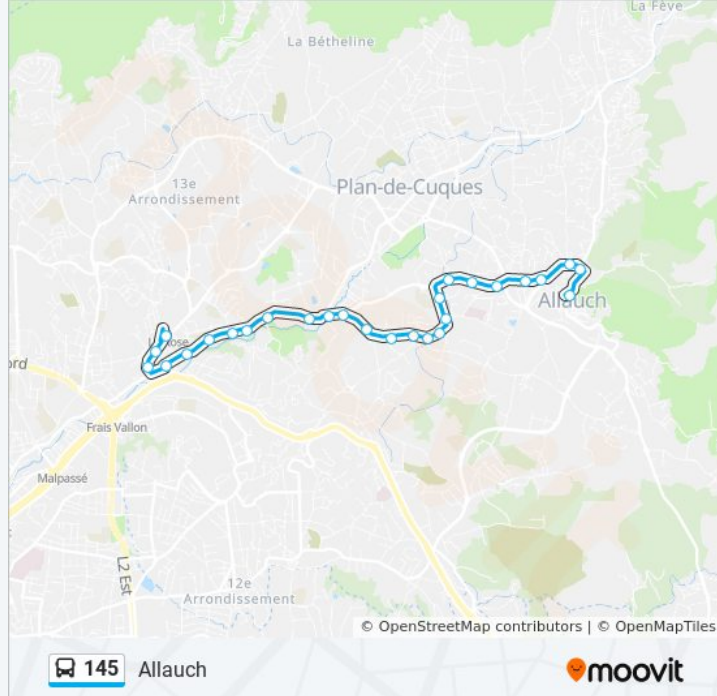 La Fève
La Bétheline
Plan-de-Cuques
13e
Arrondissement
Allauch
Frais Vallon
Malpassé
L2 Est
12e
Arrondissement
© OpenStreetMap contributors | © OpenMapTiles
145 Allauch
moovit